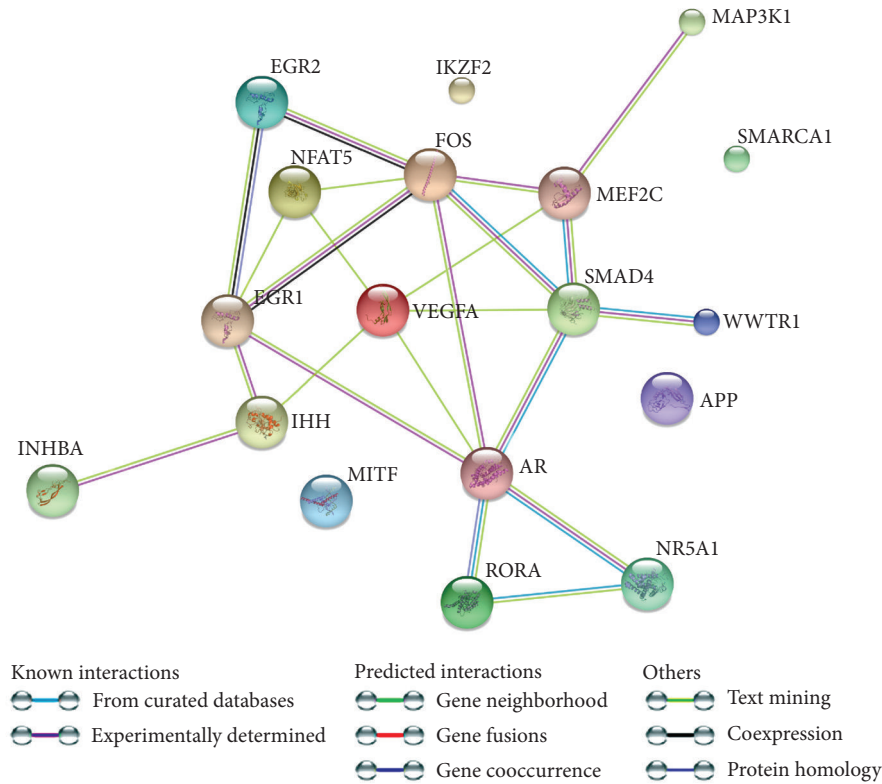 MAP3K1
EGR2
IKZF2
SMARCA1
FOS
NFAT5
MEF2C
SMAD4
EGR1
VEGFA
WWTR1
APP
IHH
INHBA
MITF
AR
NR5A1
RORA
Known interactions
From curated databases
Experimentally determined
Predicted interactions
Gene neighborhood
Gene fusions
Gene cooccurrence
Others
Text mining
Coexpression
Protein homology